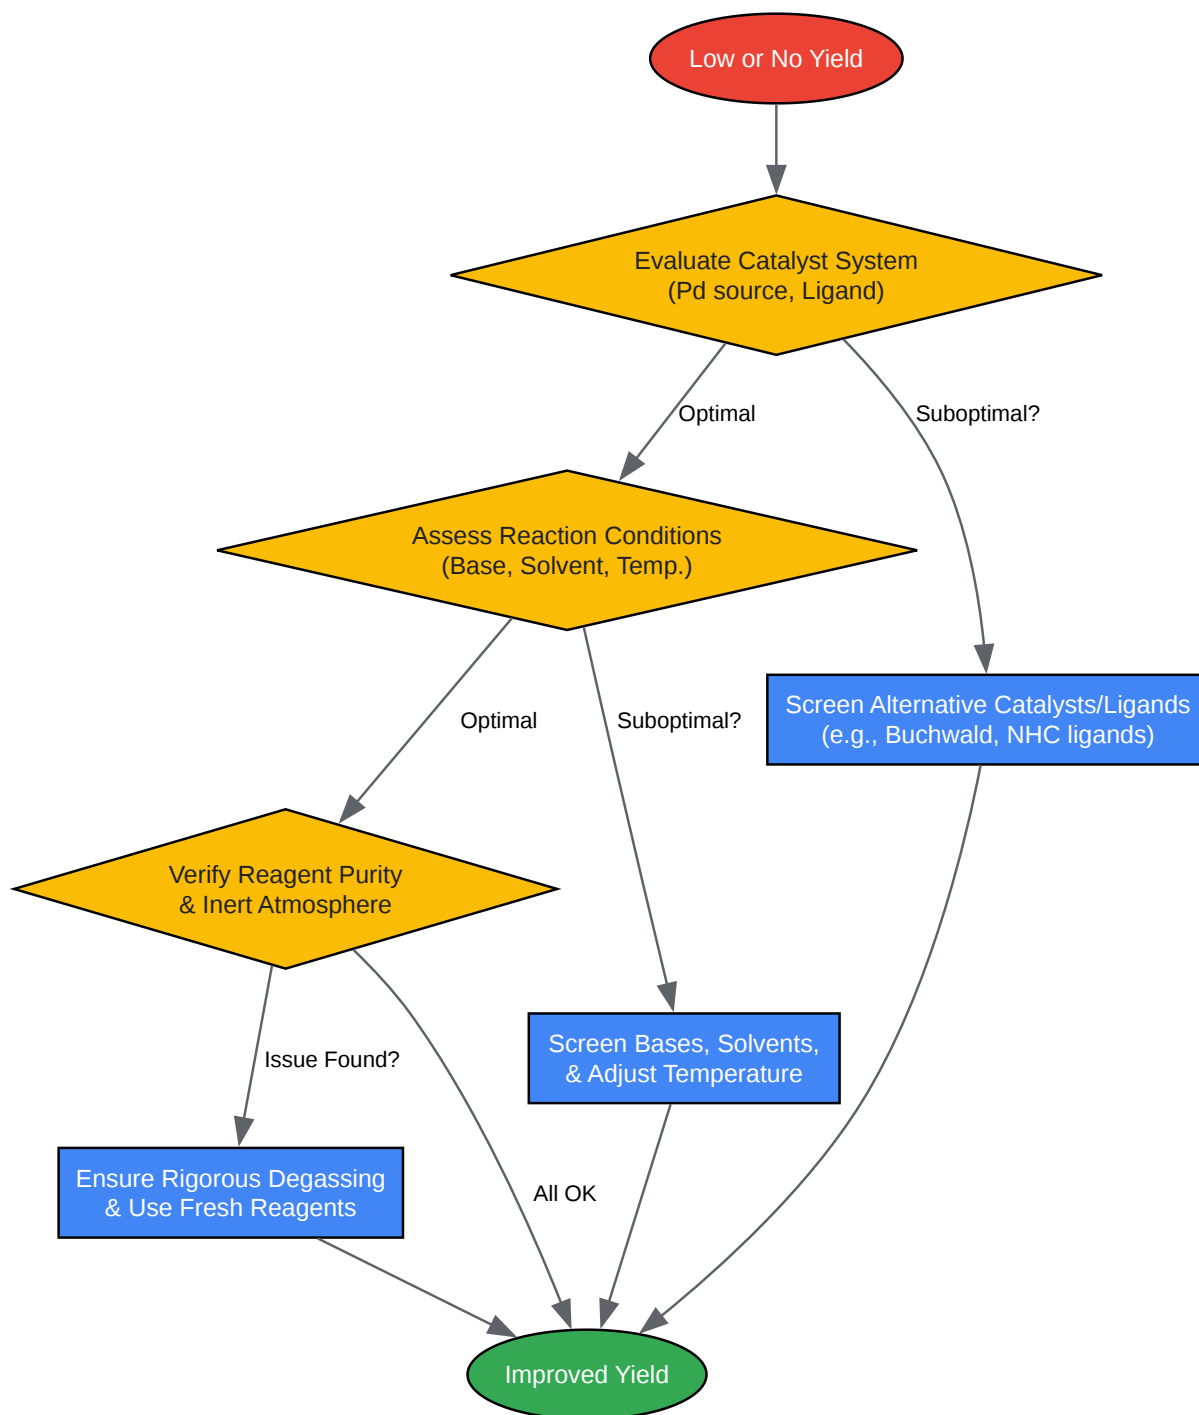 Low or No Yield
Evaluate Catalyst System
(Pd source, Ligand)
Optimal
Suboptimal?
Assess Reaction Conditions
(Base, Solvent, Temp.)
Screen Alternative Catalysts/Ligands
(e.g., Buchwald, NHC ligands)
Optimal
Suboptimal?
Verify Reagent Purity
& Inert Atmosphere
Screen Bases, Solvents,
& Adjust Temperature
Issue Found?
Ensure Rigorous Degassing
& Use Fresh Reagents
All OK
Improved Yield